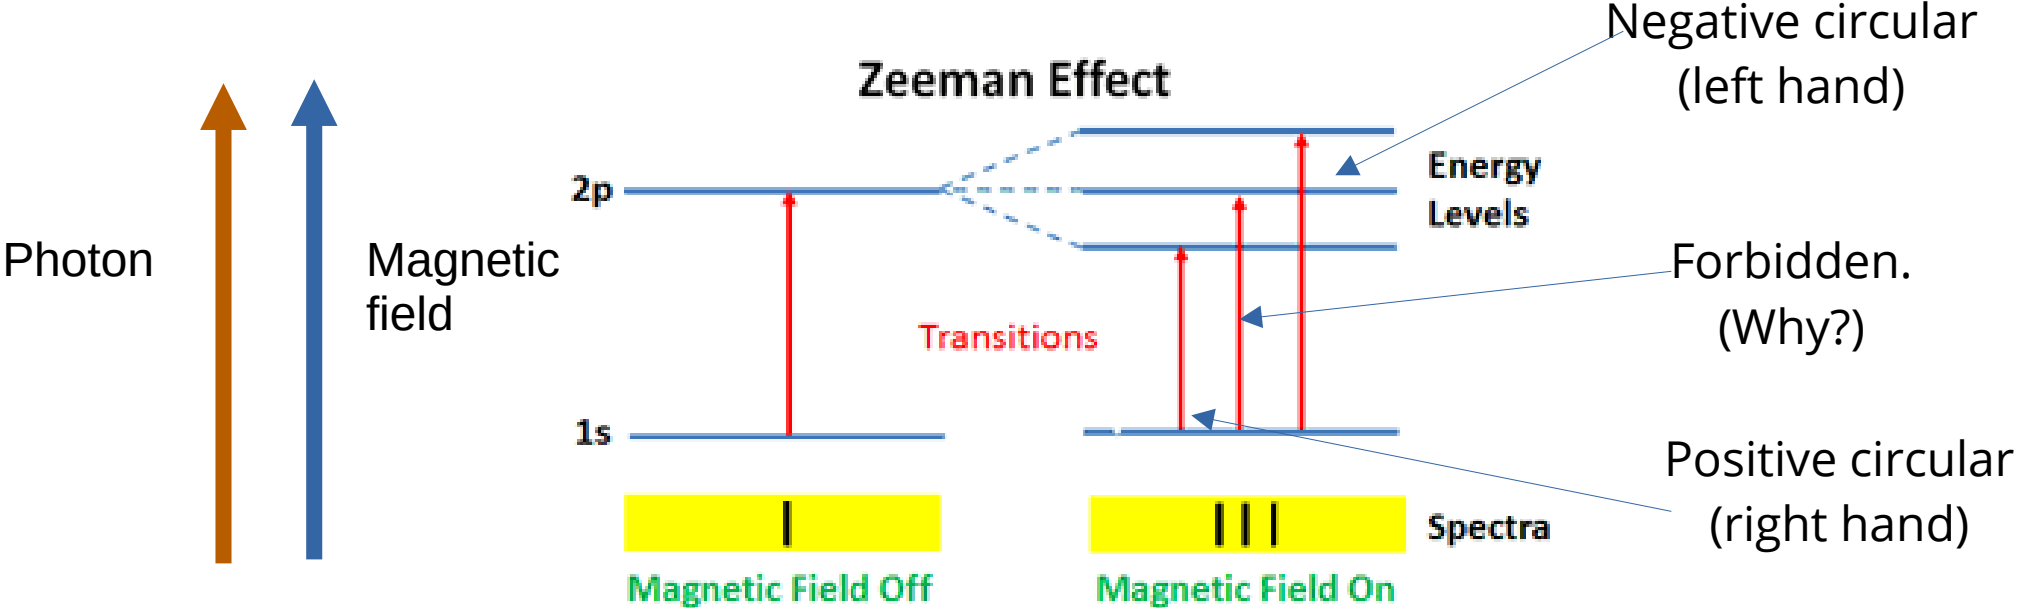 Negative circular
(left hand)
Zeeman Effect
2p
Energy
Levels
Photon
Magnetic
field
Forbidden.
(Why?)
Transitions
1s
Positive circular
(right hand)
Spectra
Magnetic Field Off
Magnetic Field On